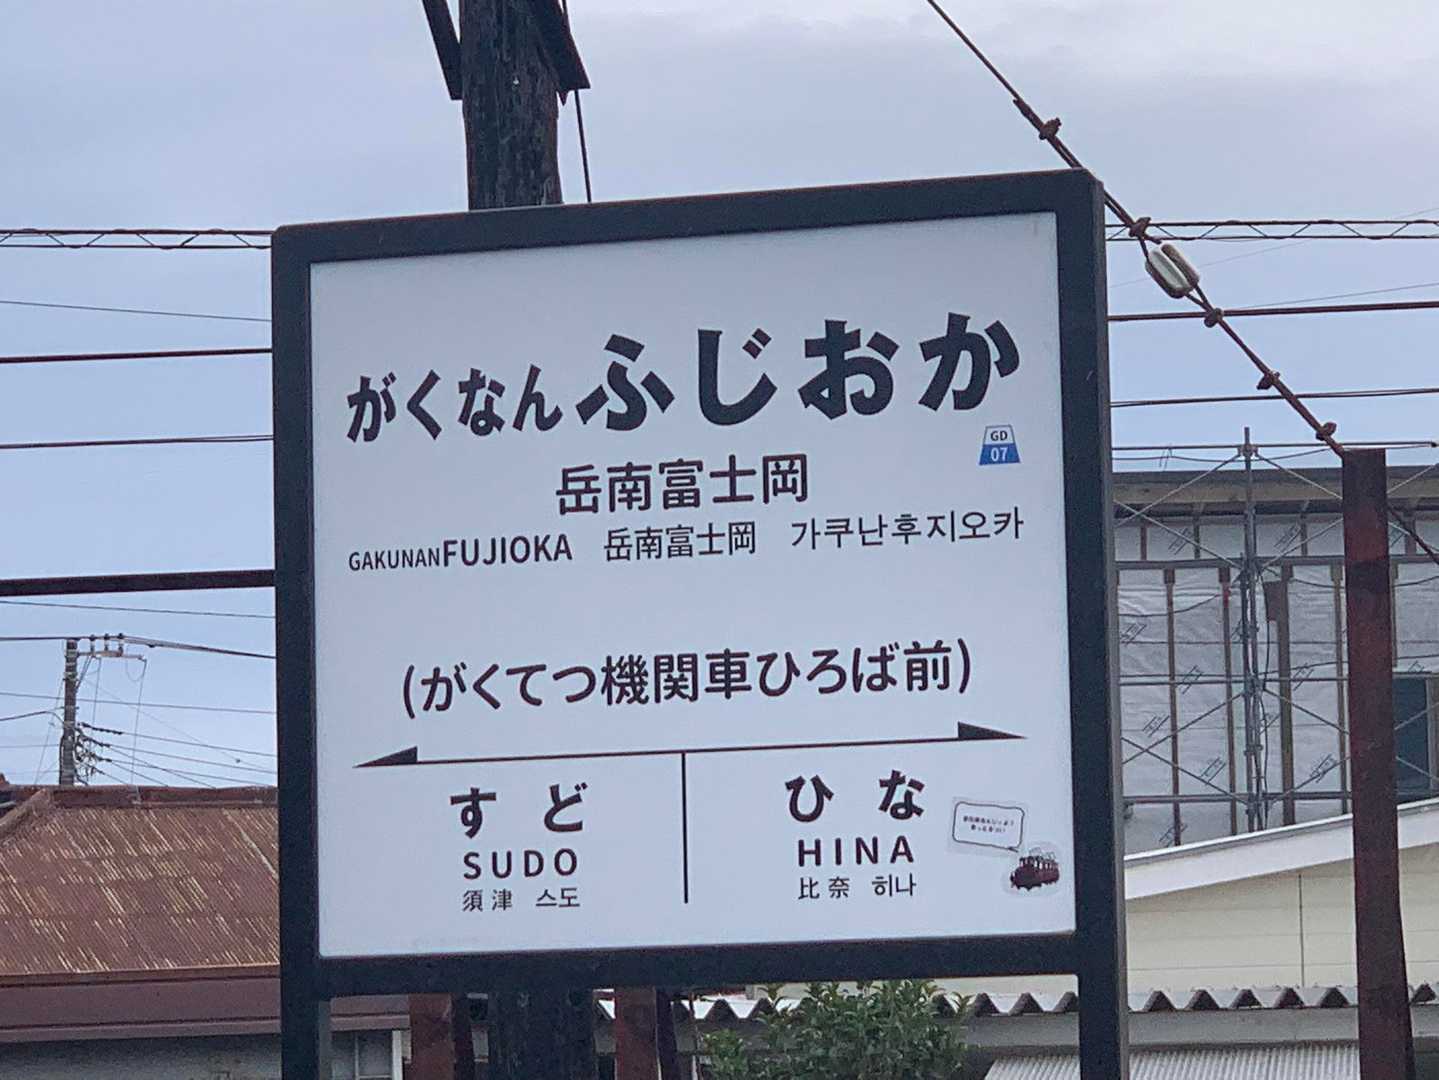 がくなんふじおか
GD
07
岳南富士岡
GAKUNANFUJIOKA 岳南富士岡 가쿠난후지오카
(がくてつ機関車ひろば前)
すど ひな
SUDO HINA
須津 스도 比奈 히나